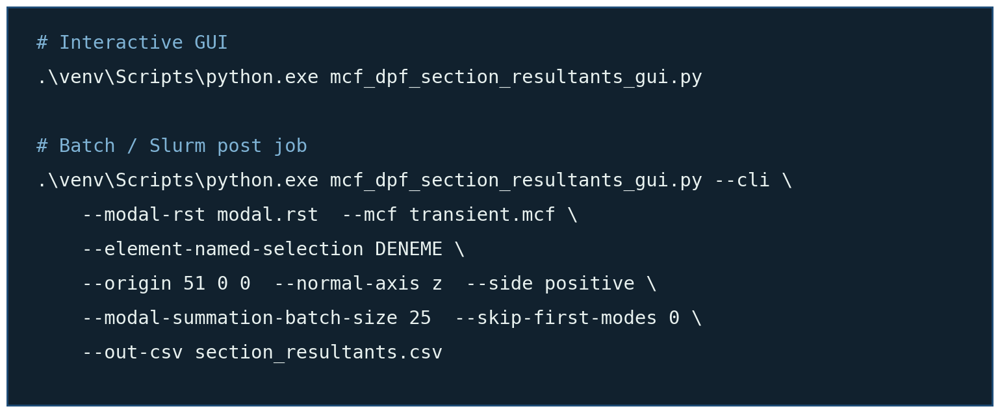 # Interactive GUI
.\venv\Scripts\python.exe mcf_dpf_section_resultants_gui.py
# Batch / Slurm post job
.\venv\Scripts\python.exe mcf_dpf_section_resultants_gui.py --cli \
--modal-rst modal.rst  --mcf transient.mcf \
--element-named-selection DENEME \
--origin 51 0 0  --normal-axis z  --side positive \
--modal-summation-batch-size 25  --skip-first-modes 0 \
--out-csv section_resultants.csv